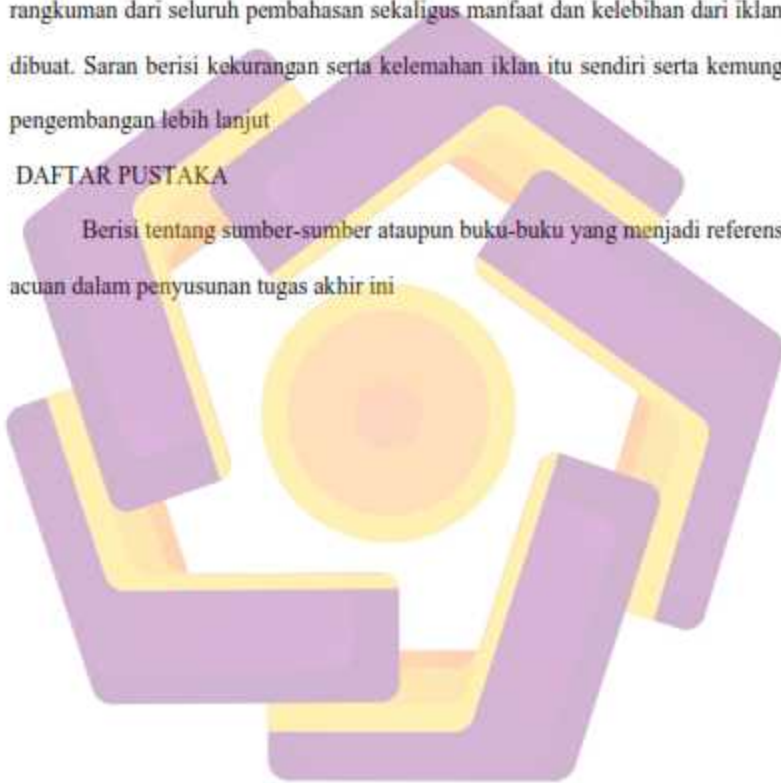 rangkuman dari seluruh pembahasan sekaligus manfaat dan kelebihan dari iklan
dibuat. Saran berisi kekurangan serta kelemahan iklan itu sendiri serta kemung
pengembangan lebih lanjut
DAFTAR PUSTAKA
Berisi tentang sumber-sumber ataupun buku-buku yang menjadi referens
acuan dalam penyusunan tugas akhir ini